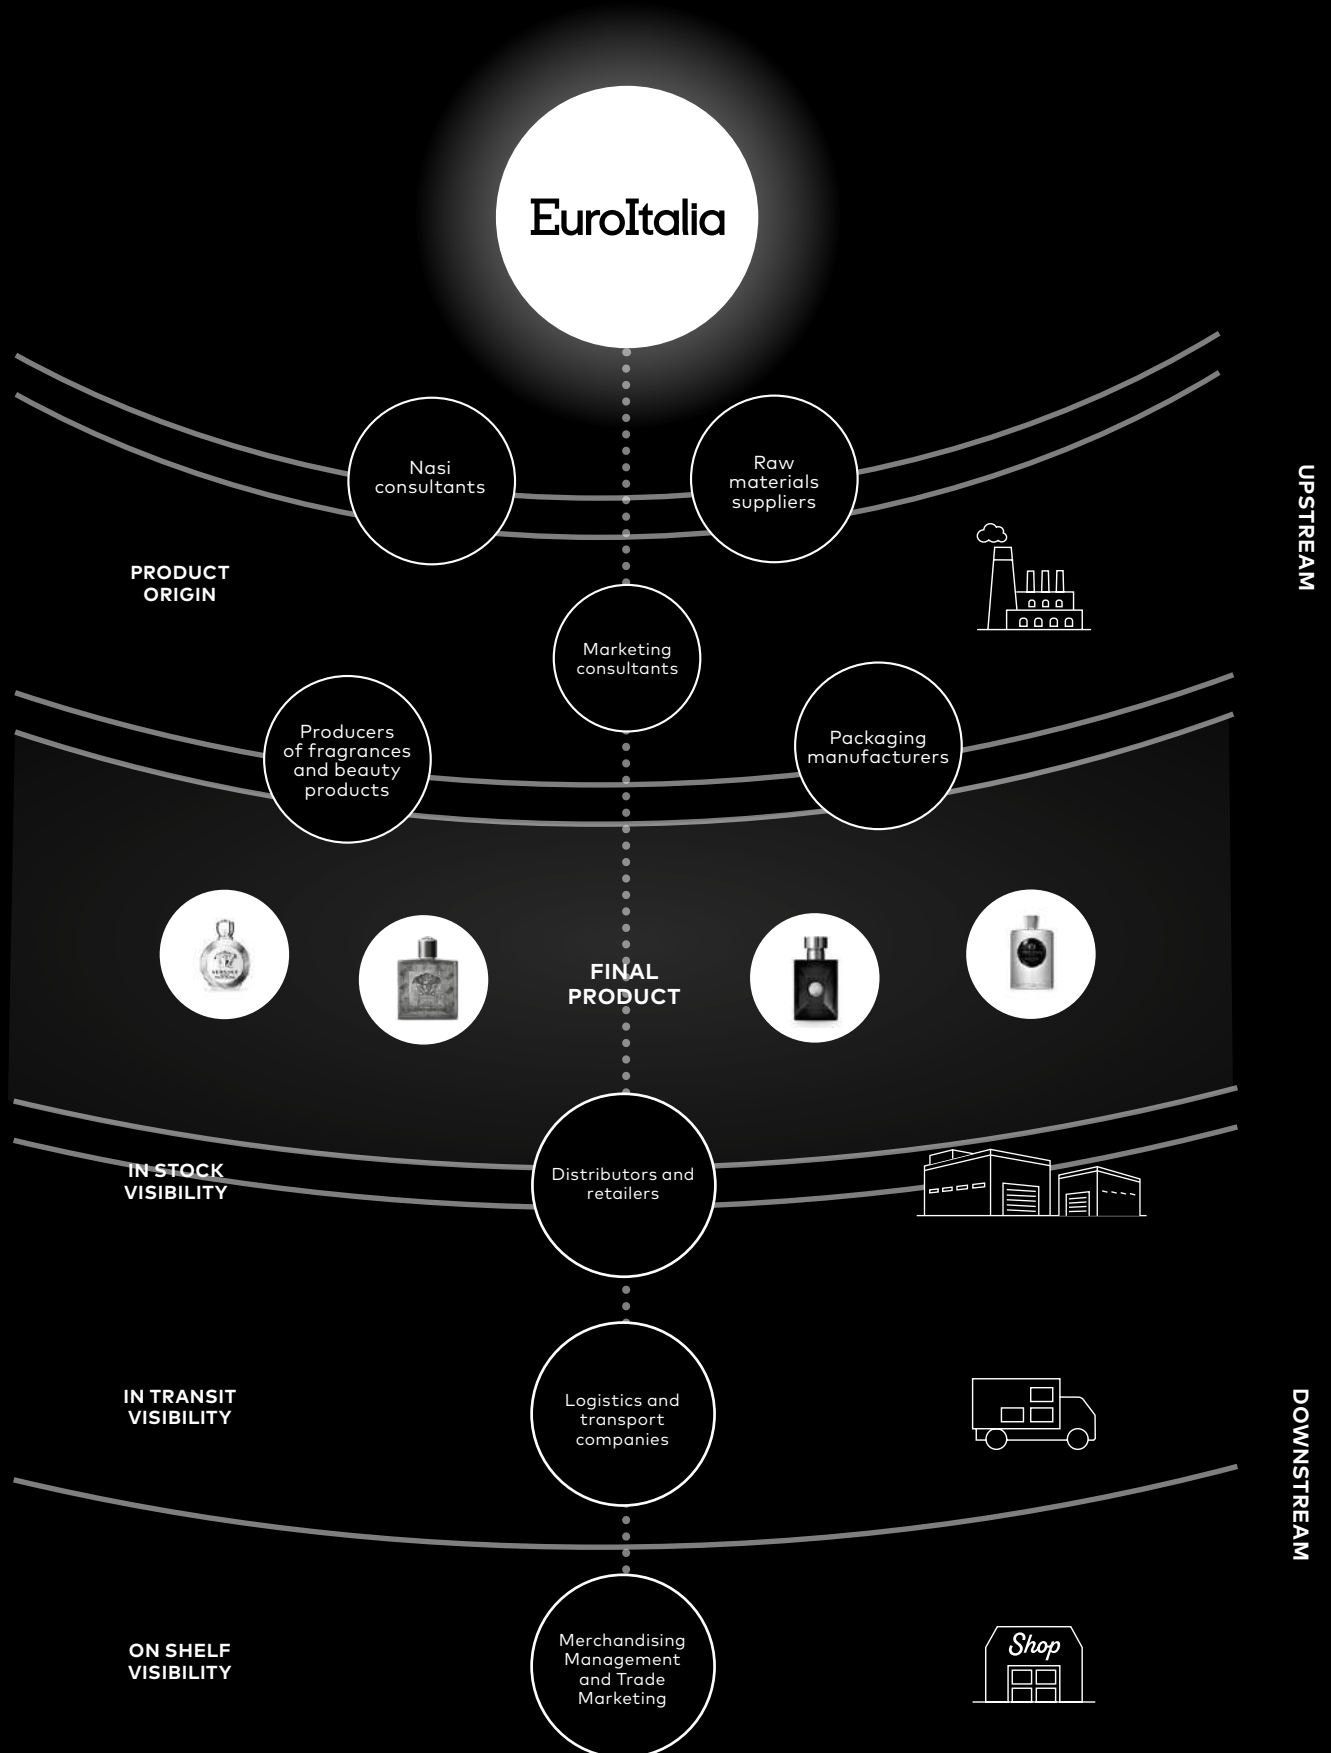 EuroItalia
Nasi
consultants
Raw
materials
suppliers
UPSTREAM
PRODUCT
ORIGIN
Marketing
consultants
Producers
of fragrances
and beauty
products
Packaging
manufacturers
FINAL
PRODUCT
IN STOCK
VISIBILITY
Distributors and
retailers
IN TRANSIT
VISIBILITY
Logistics and
transport
companies
DOWNSTREAM
ON SHELF
VISIBILITY
Merchandising
Management
and Trade
Marketing
Shop